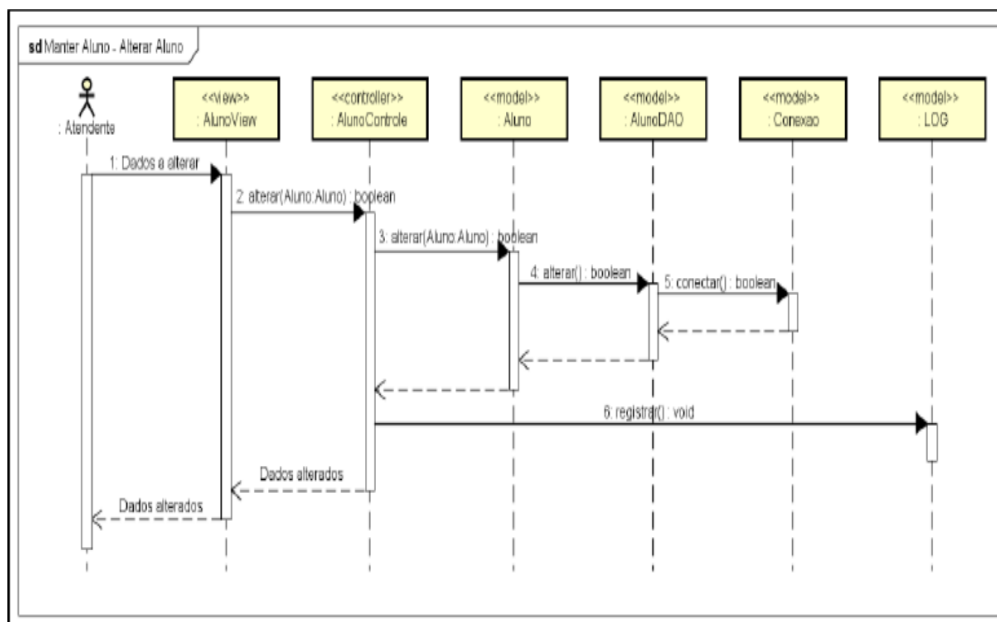 sd Manter Aluno - Alterar Aluno
: Atendente
<<view>>
: AlunoView
<<controller>>
: AlunoControle
<<model>>
: Aluno
<<model>>
: AlunoDAO
<<model>>
: Conexao
<<model>>
: LOG
1: Dados a alterar
2: alterar(Aluno:Aluno) : boolean
3: alterar(Aluno:Aluno) : boolean
4: alterar() : boolean
5: conectar() : boolean
6: registrar() : void
Dados alterados
Dados alterados